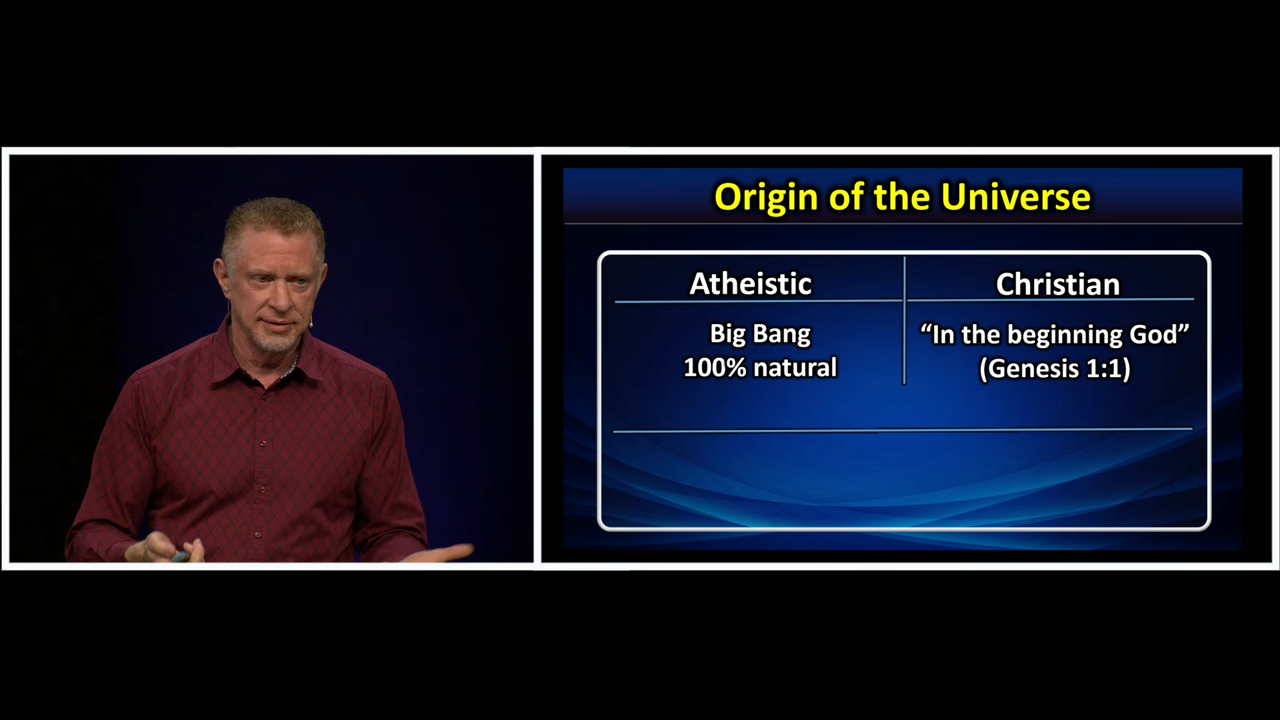 Origin of the Universe
Atheistic
Christian
Big Bang
100% natural
“In the beginning God”
(Genesis 1:1)